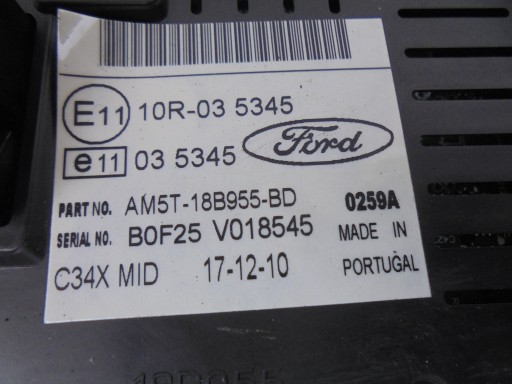 E11 10R-03 5345
e11 03 5345 Ford
PART NO. AM5T-18B955-BD 0259A
SERIAL NO. B0F25 V018545 MADE IN
C34X MID 17-12-10 PORTUGAL
18B955